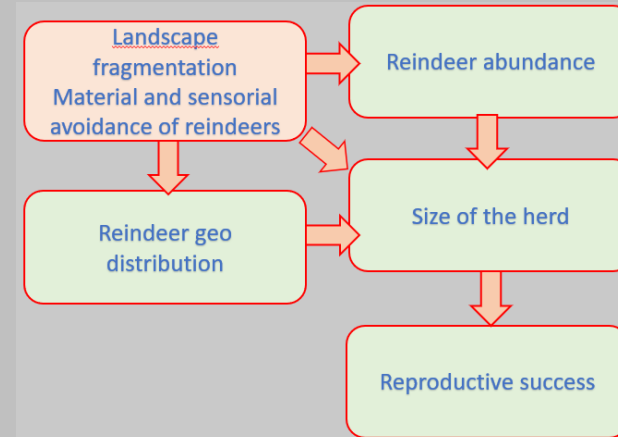 Landscape
fragmentation
Material and sensorial
avoidance of reindeers
Reindeer abundance
Reindeer geo
distribution
Size of the herd
Reproductive success